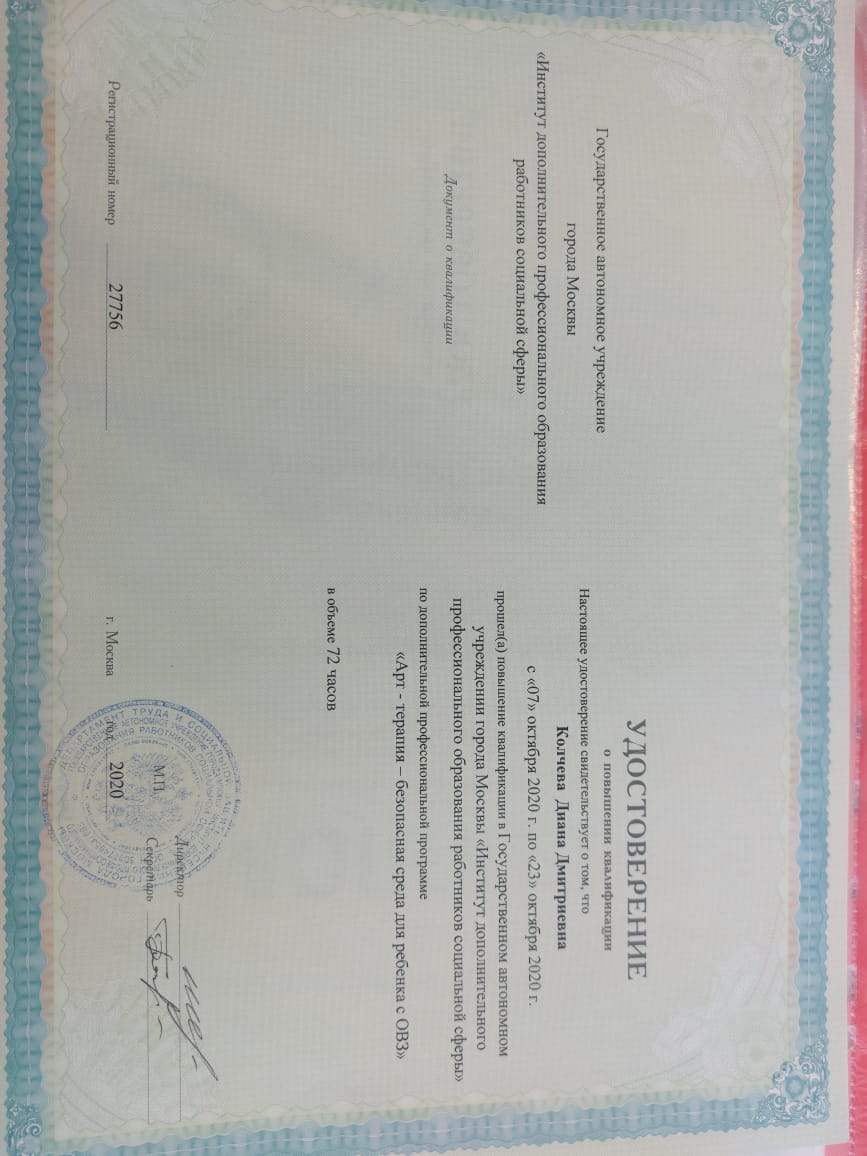 Государственное автономное учреждение
города Москвы
«Институт дополнительного профессионального образования
работников социальной сферы»
Документ о квалификации
Регистрационный номер 27756
УДОСТОВЕРЕНИЕ
о повышении квалификации
Настоящее удостоверение свидетельствует о том, что
Колчева Диана Дмитриевна
с «07» октября 2020 г. по «23» октября 2020 г.
прошел(а) повышение квалификации в Государственном автономном
учреждении города Москвы «Институт дополнительного
профессионального образования работников социальной сферы»
по дополнительной профессиональной программе
«Арт - терапия – безопасная среда для ребенка с ОВЗ»
в объеме 72 часов
М.П.
Директор
Секретарь
г. Москва год 2020